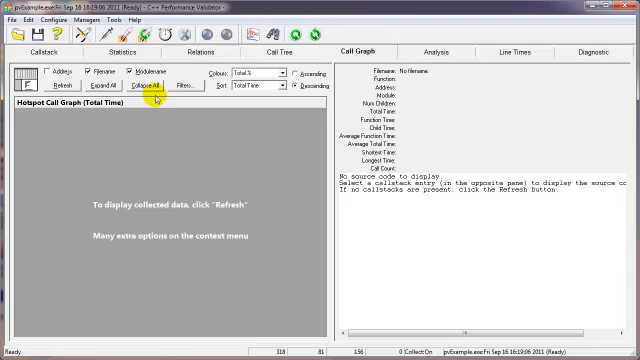 pvExample.exe:Fri Sep 16 16:19:06 2011 (Ready) - C++ Performance Validator
File Edit Configure Managers Tools Help
Callstack Statistics Relations Call Tree Call Graph Analysis Line Times Diagnostic
Address Filename Modulename Colours: Total % Ascending
F Refresh Expand All Collapse All Filters... Sort: Total Time Descending
Hotspot Call Graph (Total Time)
To display collected data, click "Refresh"
Many extra options on the context menu
Filename: No filename.
Function:
Address:
Module:
Num Children:
Total Time:
Function Time:
Child Time:
Average Function Time:
Average Total Time:
Shortest Time:
Longest Time:
Call Count:
No source code to display.
Select a callstack entry (in the opposite pane) to display the source co
If no callstacks are present, click the Refresh button.
Ready 318 81 156 0 Collect:On pvExample.exe:Fri Sep 16 16:19:06 2011 (Ready)